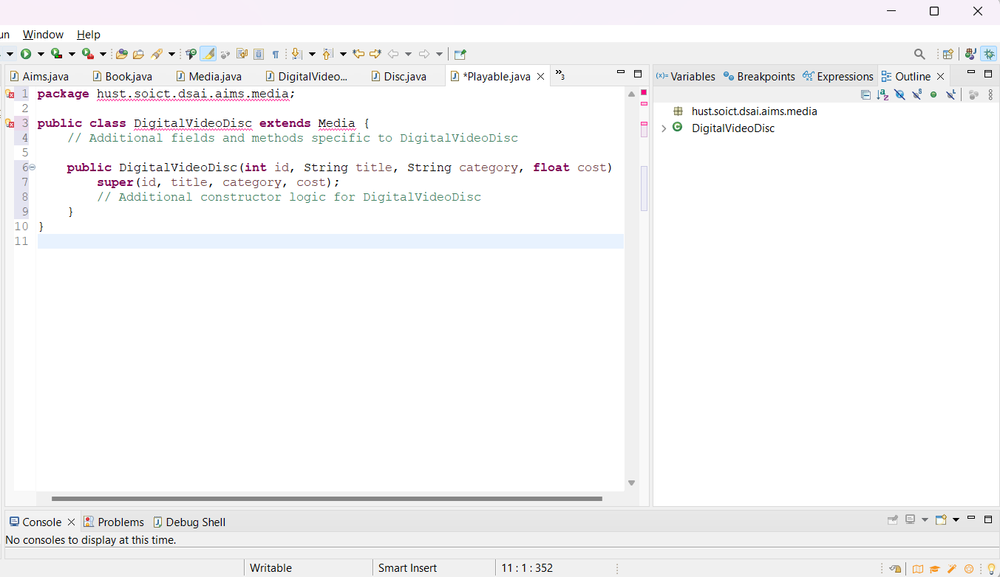 un Window Help
Aims.java Book.java Media.java DigitalVideo... Disc.java *Playable.java »3
(x)= Variables Breakpoints Expressions Outline
1 package hust.soict.dsai.aims.media;
2
3 public class DigitalVideoDisc extends Media {
4 // Additional fields and methods specific to DigitalVideoDisc
5
6 public DigitalVideoDisc(int id, String title, String category, float cost)
7 super(id, title, category, cost);
8 // Additional constructor logic for DigitalVideoDisc
9 }
10 }
11
hust.soict.dsai.aims.media
DigitalVideoDisc
Console Problems Debug Shell
No consoles to display at this time.
Writable Smart Insert 11 : 1 : 352